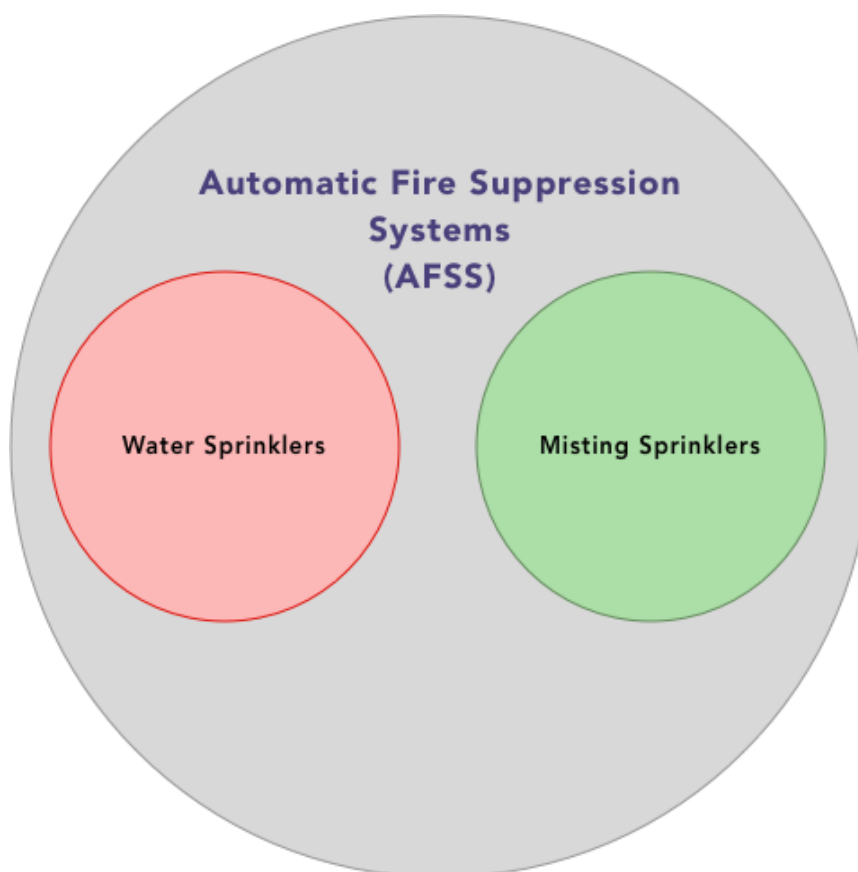 Automatic Fire Suppression
Systems
(AFSS)
Water Sprinklers
Misting Sprinklers